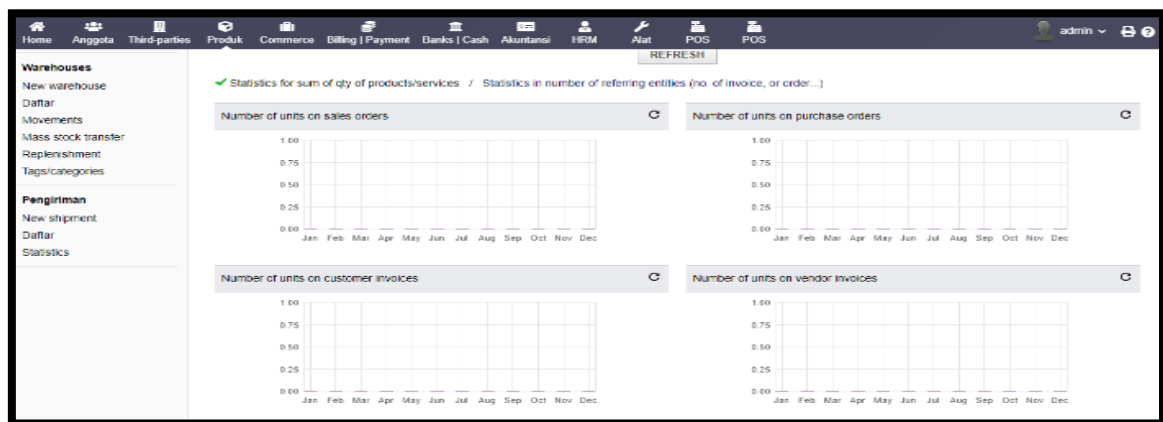 Home Anggota Third-parties Produk Commerce Billing | Payment Banks | Cash Akuntansi HRM Alat POS POS admin
REFRESH
Warehouses
New warehouse
Daftar
Movements
Mass stock transfer
Replenishment
Tags/categories
Pengiriman
New shipment
Daftar
Statistics
Statistics for sum of qty of products/services / Statistics in number of referring entities (no. of invoice, or order...)
Number of units on sales orders
1.00
0.75
0.50
0.25
0.00
Jan Feb Mar Apr May Jun Jul Aug Sep Oct Nov Dec
Number of units on purchase orders
1.00
0.75
0.50
0.25
0.00
Jan Feb Mar Apr May Jun Jul Aug Sep Oct Nov Dec
Number of units on customer invoices
1.00
0.75
0.50
0.25
0.00
Jan Feb Mar Apr May Jun Jul Aug Sep Oct Nov Dec
Number of units on vendor invoices
1.00
0.75
0.50
0.25
0.00
Jan Feb Mar Apr May Jun Jul Aug Sep Oct Nov Dec